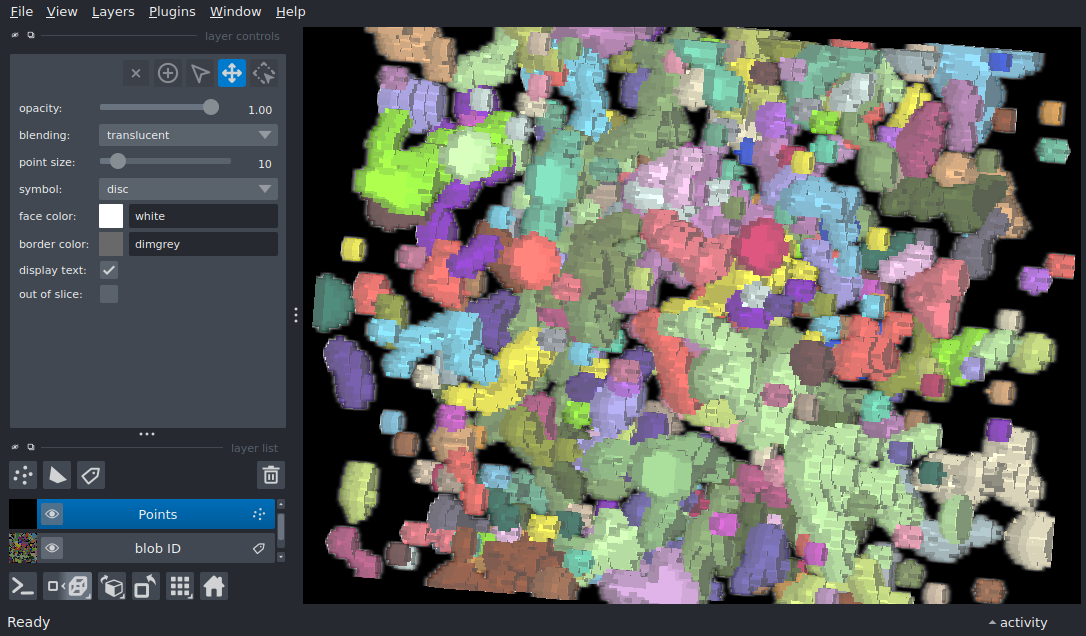 File View Layers Plugins Window Help
layer controls
opacity: 1.00
blending: translucent
point size: 10
symbol: disc
face color: white
border color: dimgrey
display text:
out of slice:
layer list
Points
blob ID
Ready activity